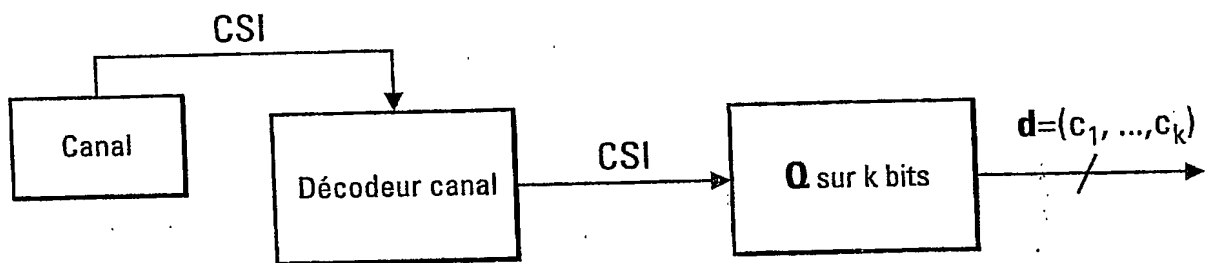 CSI
Canal
Décodeur canal
CSI
Q sur k bits
d=(c1, ...,ck)